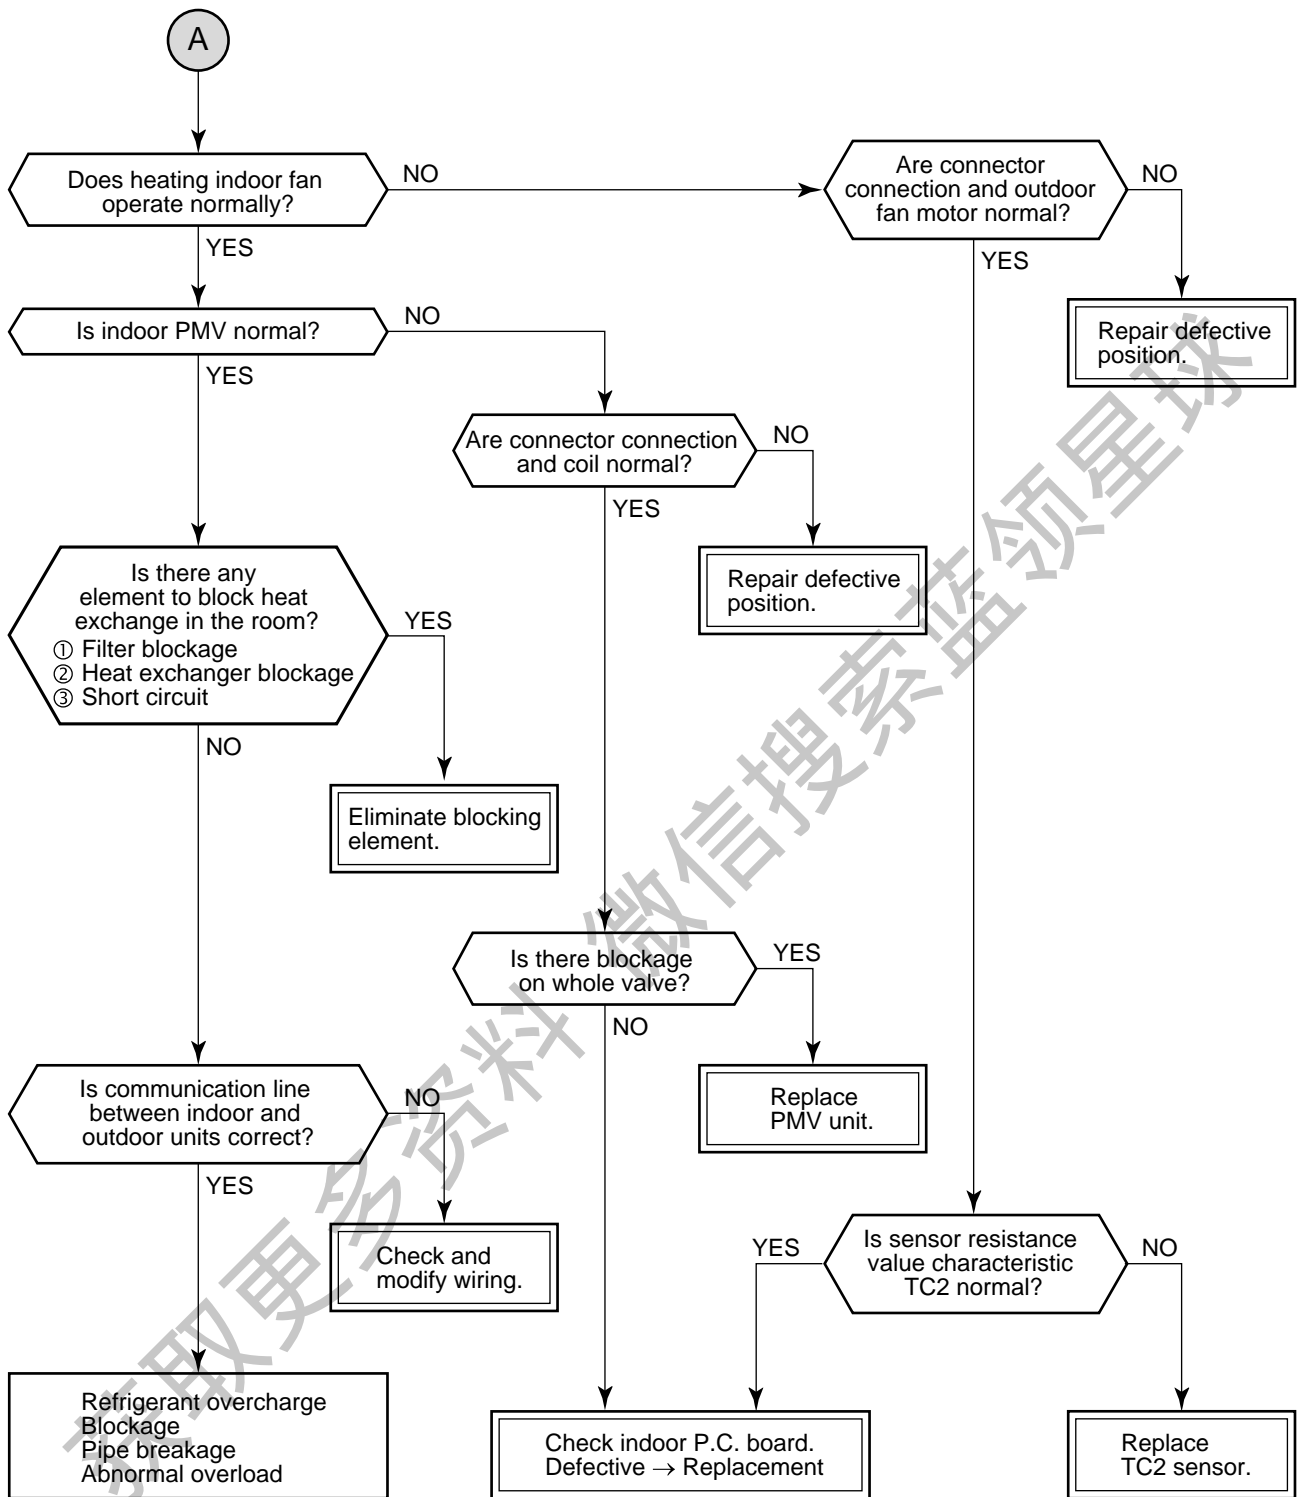 A
Does heating indoor fan
operate normally?
NO
YES
Are connector
connection and outdoor
fan motor normal?
NO
YES
Repair defective
position.
Is indoor PMV normal?
NO
YES
Are connector connection
and coil normal?
NO
YES
Repair defective
position.
Is there any
element to block heat
exchange in the room?
① Filter blockage
② Heat exchanger blockage
③ Short circuit
YES
NO
Eliminate blocking
element.
Is there blockage
on whole valve?
YES
NO
Replace
PMV unit.
Is communication line
between indoor and
outdoor units correct?
NO
YES
Check and
modify wiring.
Is sensor resistance
value characteristic
TC2 normal?
YES
NO
Refrigerant overcharge
Blockage
Pipe breakage
Abnormal overload
Check indoor P.C. board.
Defective → Replacement
Replace
TC2 sensor.
获取更多资料 微信搜索蓝领星球